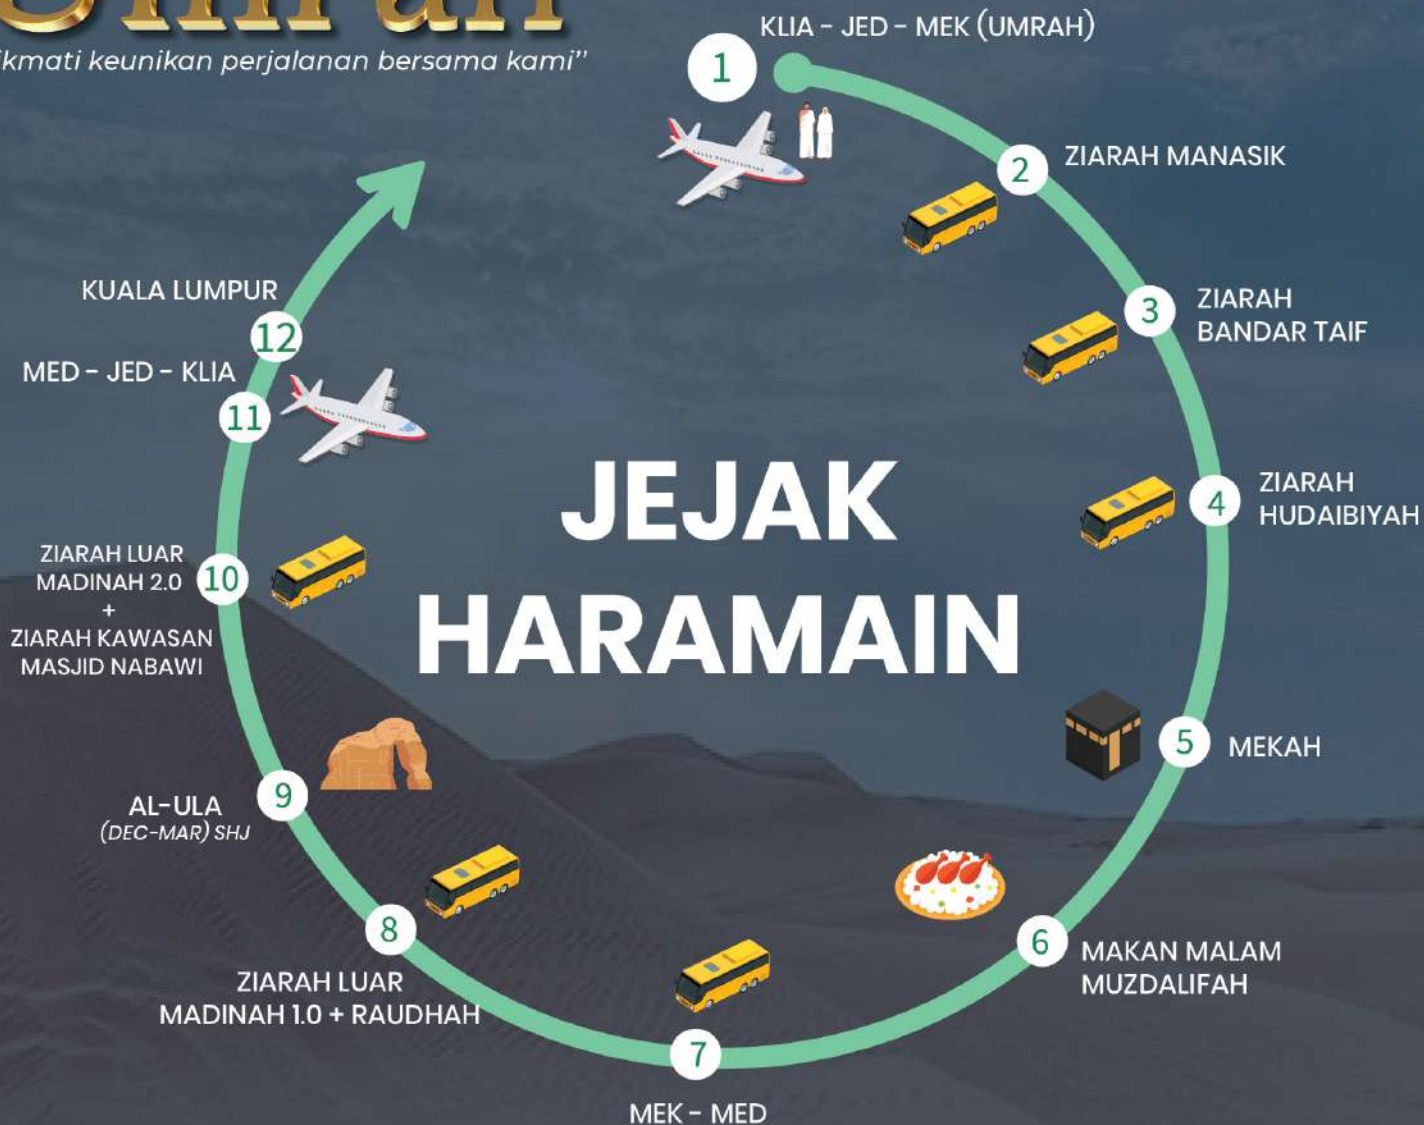 Umrah
kmati keunikan perjalanan bersama kami”
1
KLIA - JED - MEK (UMRAH)
2
ZIARAH MANASIK
3
ZIARAH
BANDAR TAIF
4
ZIARAH
HUDAIBIYAH
5
MEKAH
6
MAKAN MALAM
MUZDALIFAH
7
MEK - MED
8
ZIARAH LUAR
MADINAH 1.0 + RAUDHAH
9
AL-ULA
(DEC-MAR) SHJ
10
ZIARAH LUAR
MADINAH 2.0
+
ZIARAH KAWASAN
MASJID NABAWI
11
MED - JED - KLIA
12
KUALA LUMPUR
JEJAK
HARAMAIN